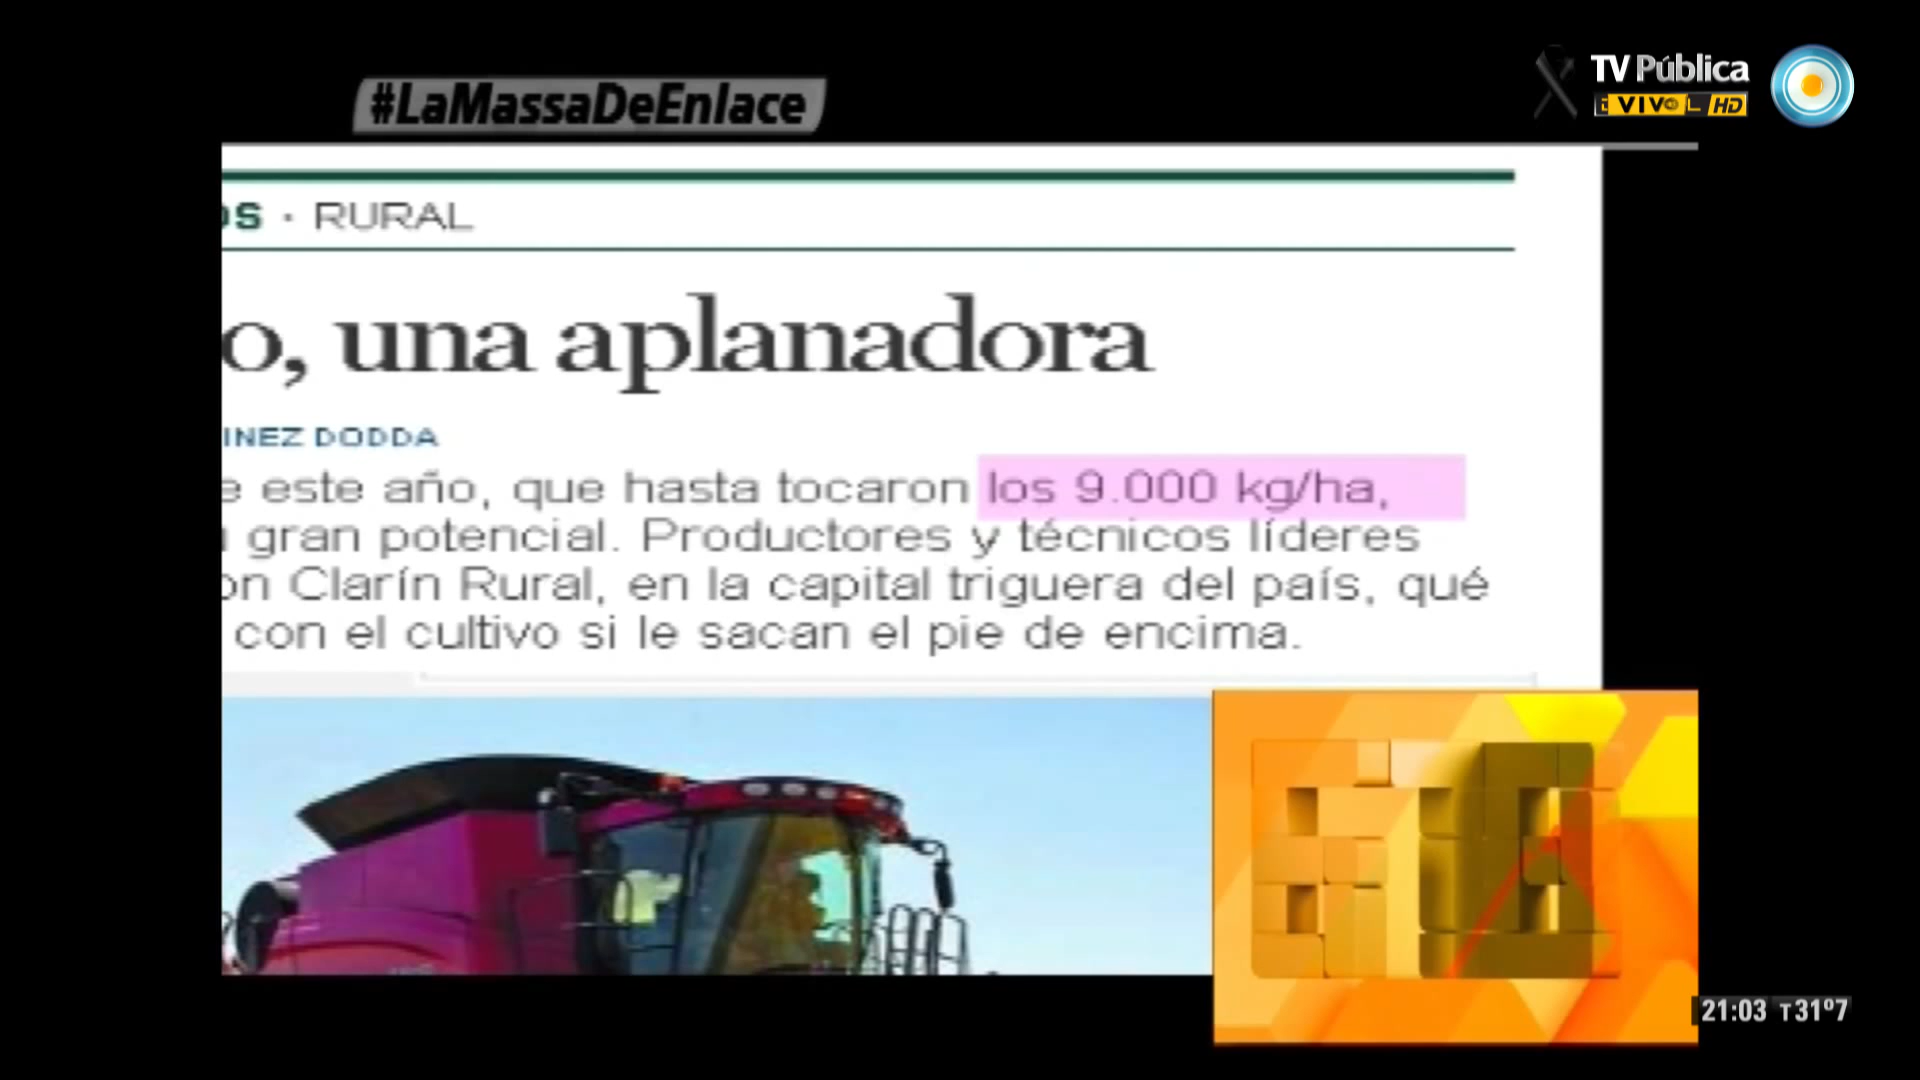 #LaMassaDeEnlace
TV Pública
VIVO HD
OS · RURAL
o, una aplanadora
INEZ DODDA
e este año, que hasta tocaron los 9.000 kg/ha,
gran potencial. Productores y técnicos líderes
on Clarín Rural, en la capital triguera del país, qué
con el cultivo si le sacan el pie de encima.
21:03 T31º7